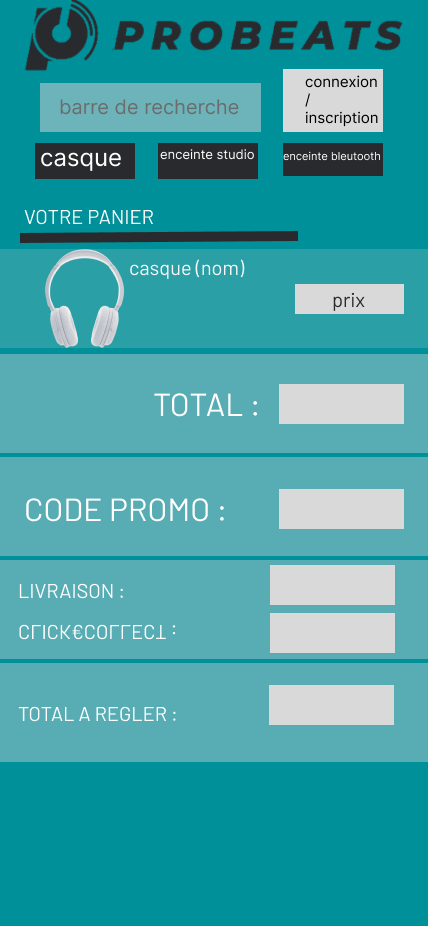 PROBEATS
barre de recherche
connexion
/
inscription
casque
enceinte studio
enceinte bleutooth
VOTRE PANIER
casque (nom)
prix
TOTAL :
CODE PROMO :
LIVRAISON :
CLICK€COLLECT :
TOTAL A REGLER :